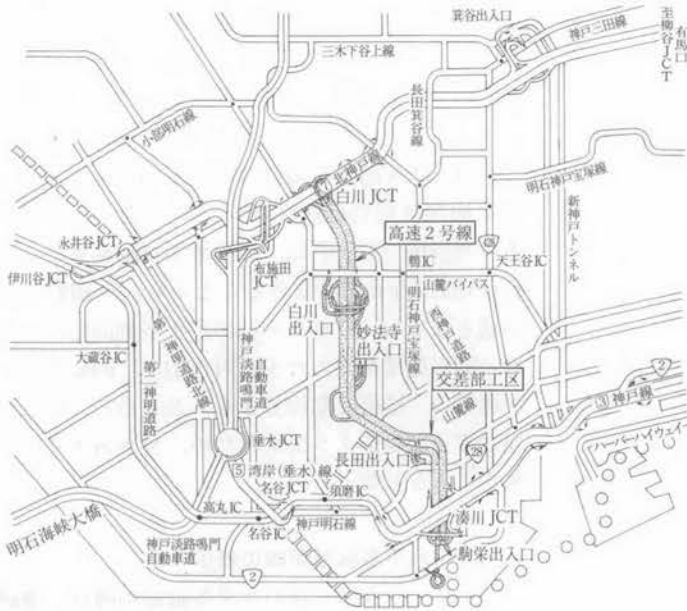 箕谷出入口
神戸三田線
至柳谷JCT
有馬口
三木下谷上線
長田箕谷線
小部明石線
明石神戸宝塚線
⑦北神戸線
白川JCT
新神戸トンネル
高速2号線
永井谷JCT
伊川谷JCT
布施畑JCT
鵯IC
428
天王谷IC
山麓バイパス
白川出入口
妙法寺出入口
明石神戸宝塚線
西神戸道路
大蔵谷IC
第二神明道路
第二神明道路北線
神戸淡路鳴門自動車道
交差部工区
2
③神戸線
山麓線
ハーバーハイウェイ
垂水JCT
長田出入口
28
⑤湾岸(垂水)線
名谷JCT
須磨IC
高丸IC
湊川JCT
明石海峡大橋
名谷IC
神戸明石線
駒栄出入口
神戸淡路鳴門自動車道
2